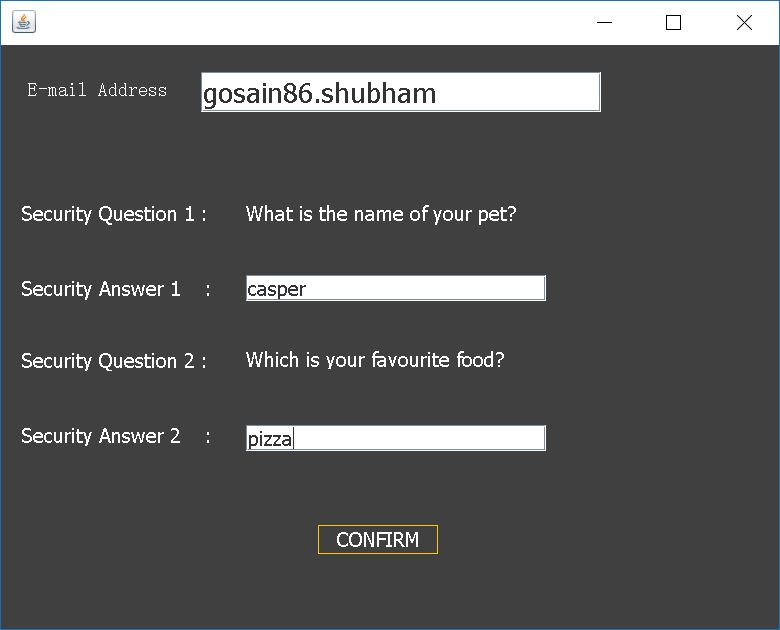 E-mail Address gosain86.shubham
Security Question 1 : What is the name of your pet?
Security Answer 1 : casper
Security Question 2 : Which is your favourite food?
Security Answer 2 : pizza
CONFIRM